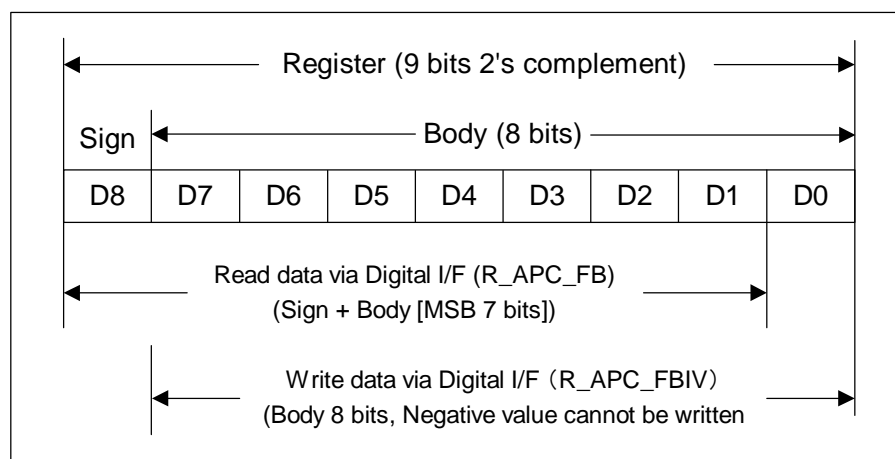 Register (9 bits 2's complement)
Sign
Body (8 bits)
D8 D7 D6 D5 D4 D3 D2 D1 D0
Read data via Digital I/F (R_APC_FB)
(Sign + Body [MSB 7 bits])
Write data via Digital I/F（R_APC_FBIV）
(Body 8 bits, Negative value cannot be written